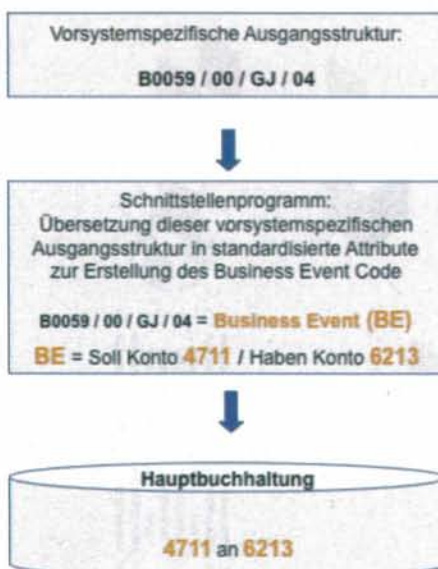 Vorsystemspezifische Ausgangsstruktur:
B0059 / 00 / GJ / 04
Schnittstellenprogramm:
Übersetzung dieser vorsystemspezifischen
Ausgangsstruktur in standardisierte Attribute
zur Erstellung des Business Event Code
B0059 / 00 / GJ / 04 = Business Event (BE)
BE = Soll Konto 4711 / Haben Konto 6213
Hauptbuchhaltung
4711 an 6213